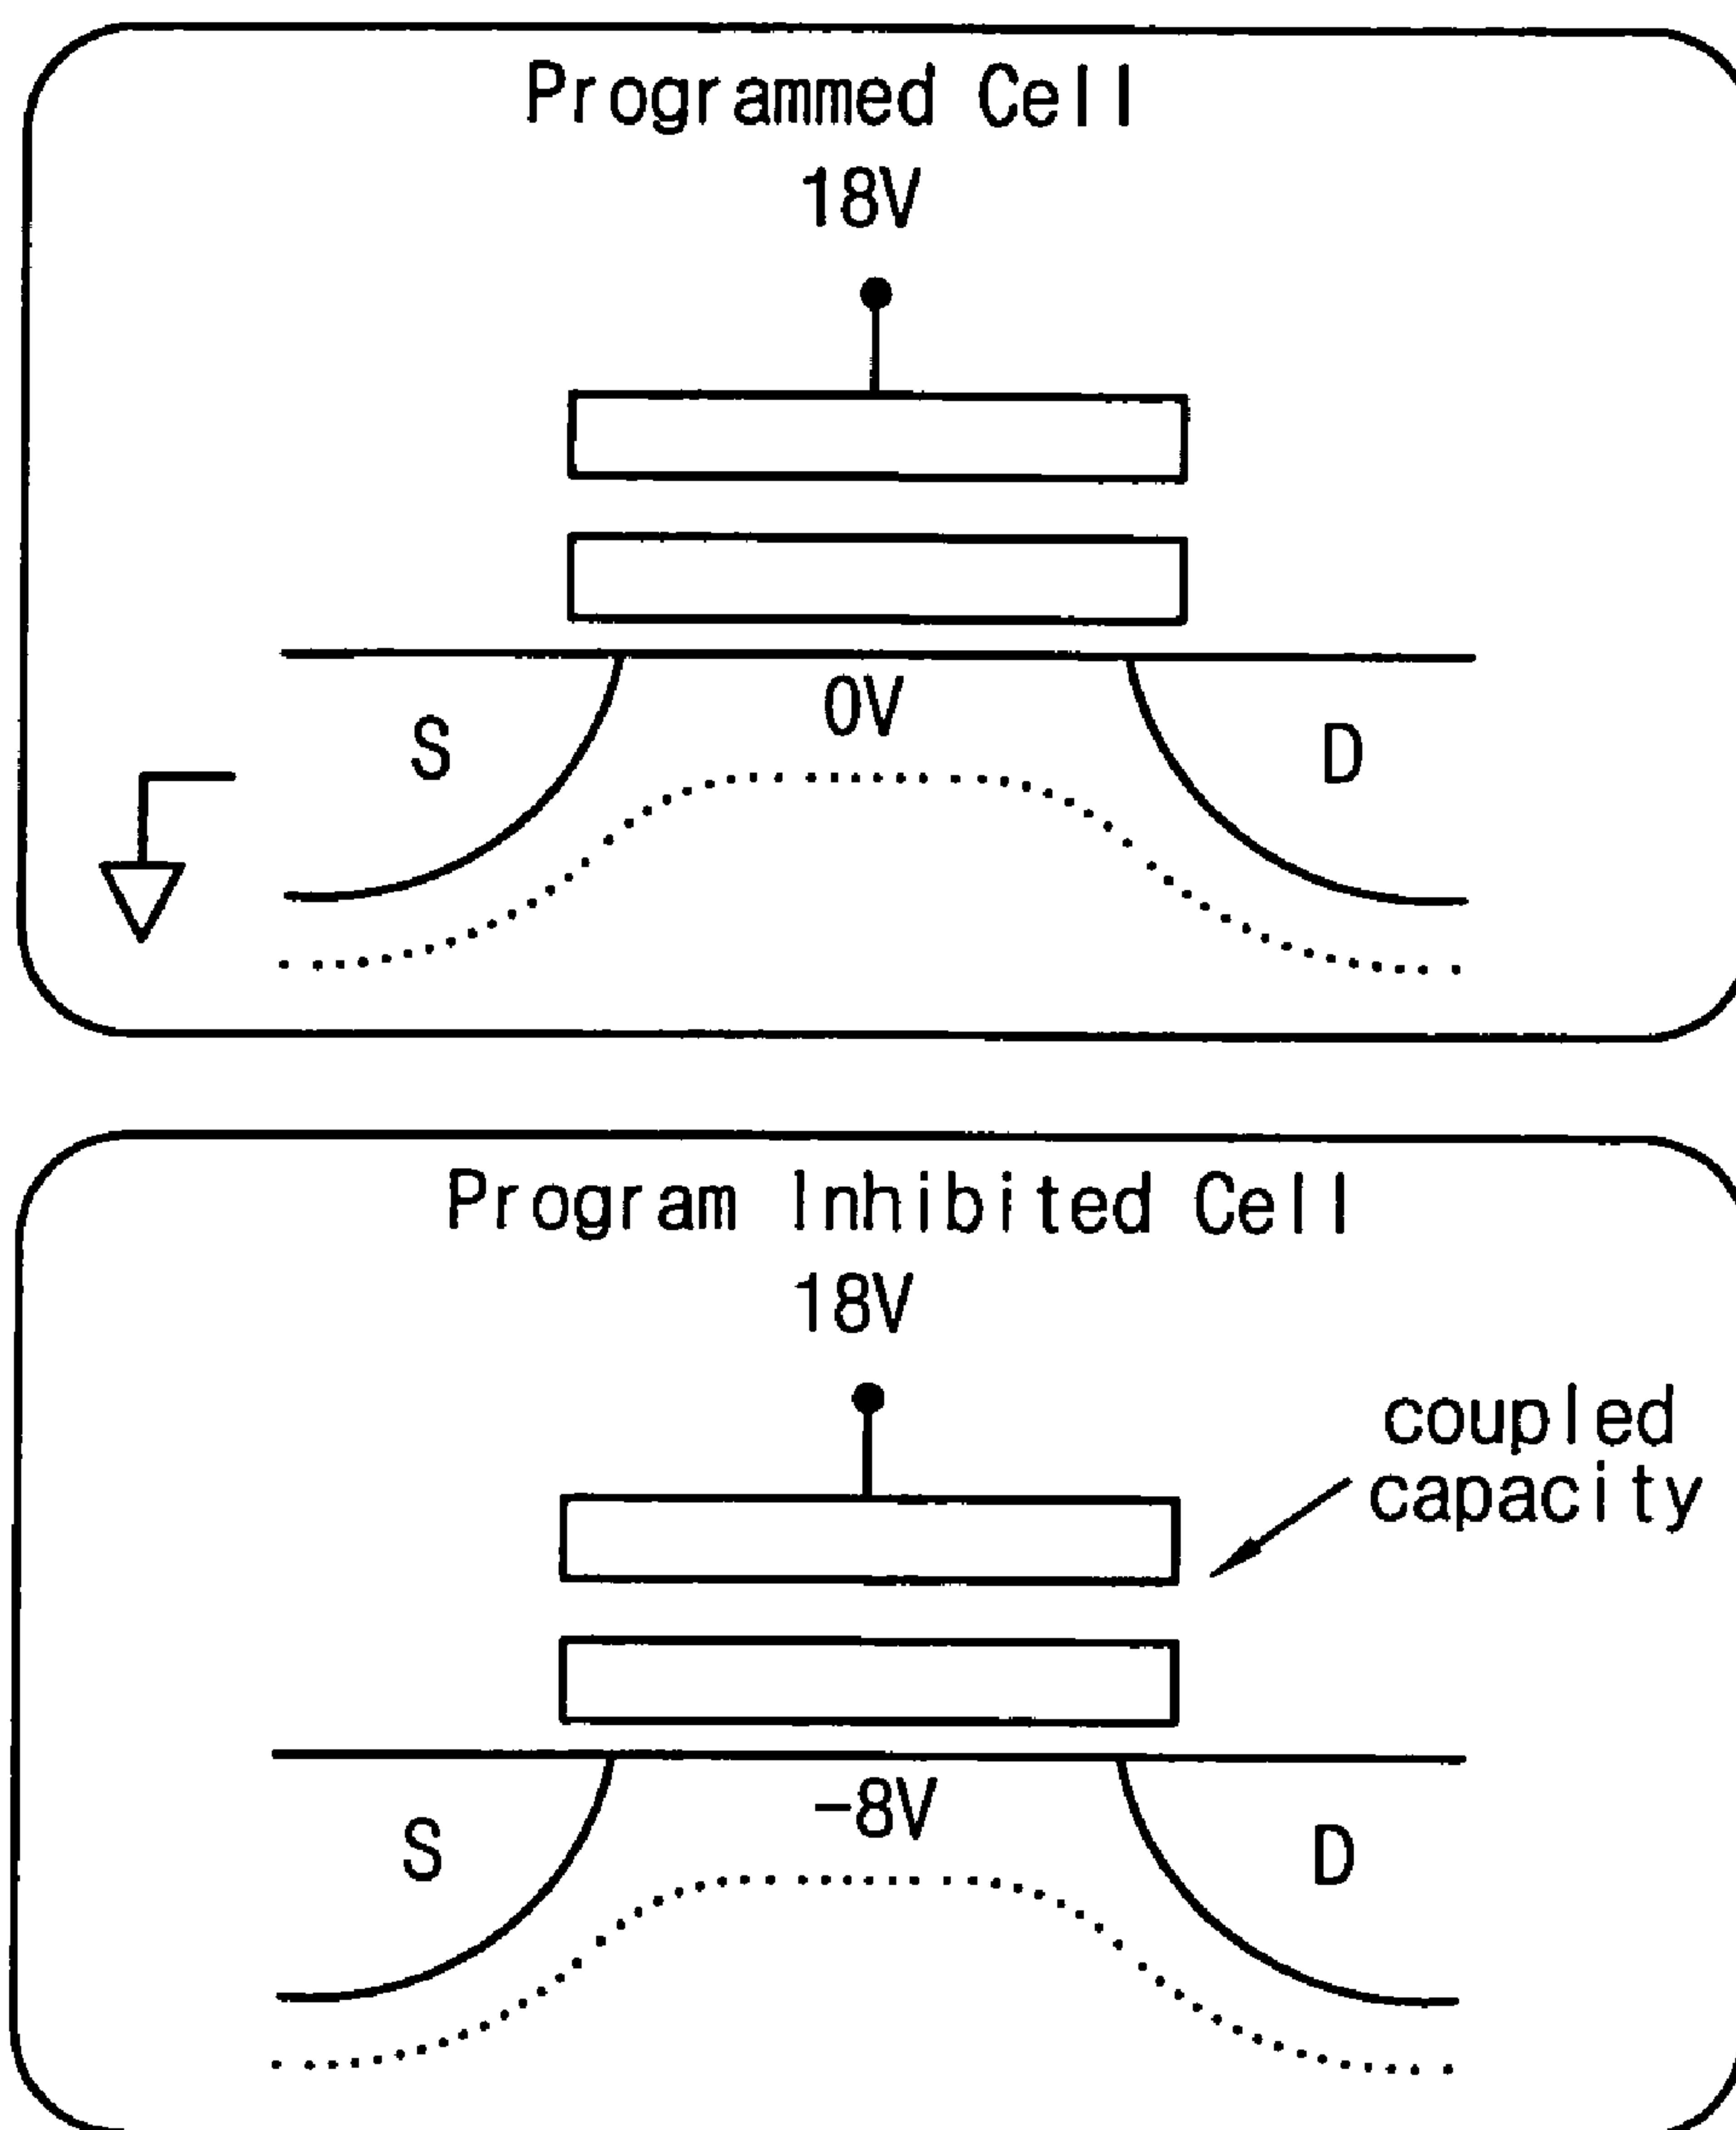 Programmed Cell
18V
0V
S
D
Program Inhibited Cell
18V
coupled
capacity
-8V
S
D